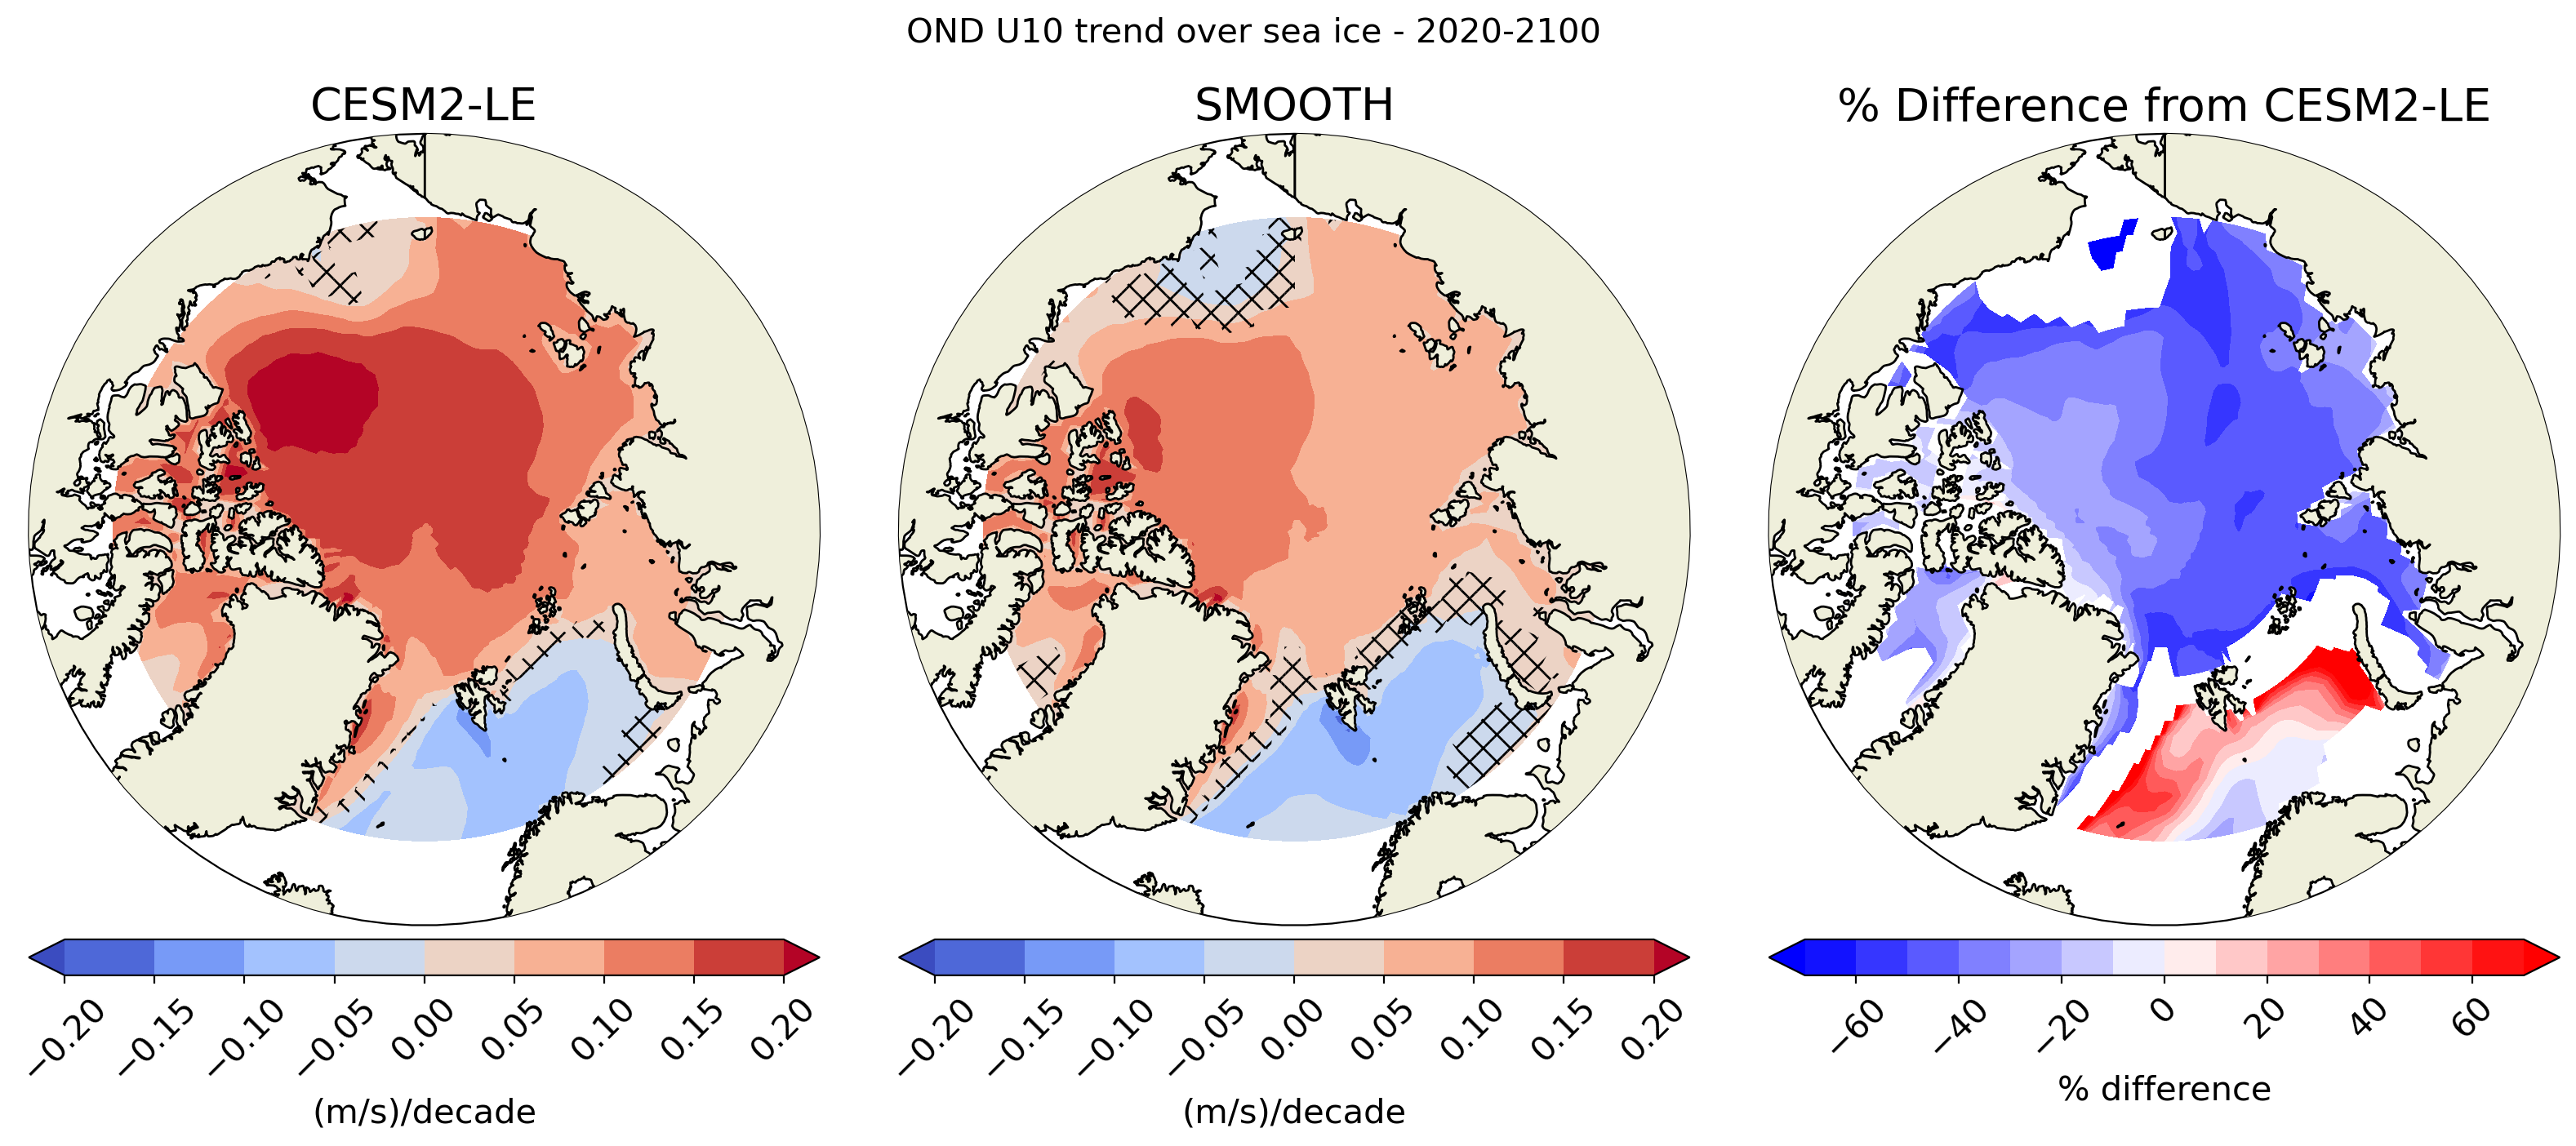 OND U10 trend over sea ice - 2020-2100
CESM2-LE
SMOOTH
% Difference from CESM2-LE
−0.20 −0.15 −0.10 −0.05 0.00 0.05 0.10 0.15 0.20
(m/s)/decade
−0.20 −0.15 −0.10 −0.05 0.00 0.05 0.10 0.15 0.20
(m/s)/decade
−60 −40 −20 0 20 40 60
% difference